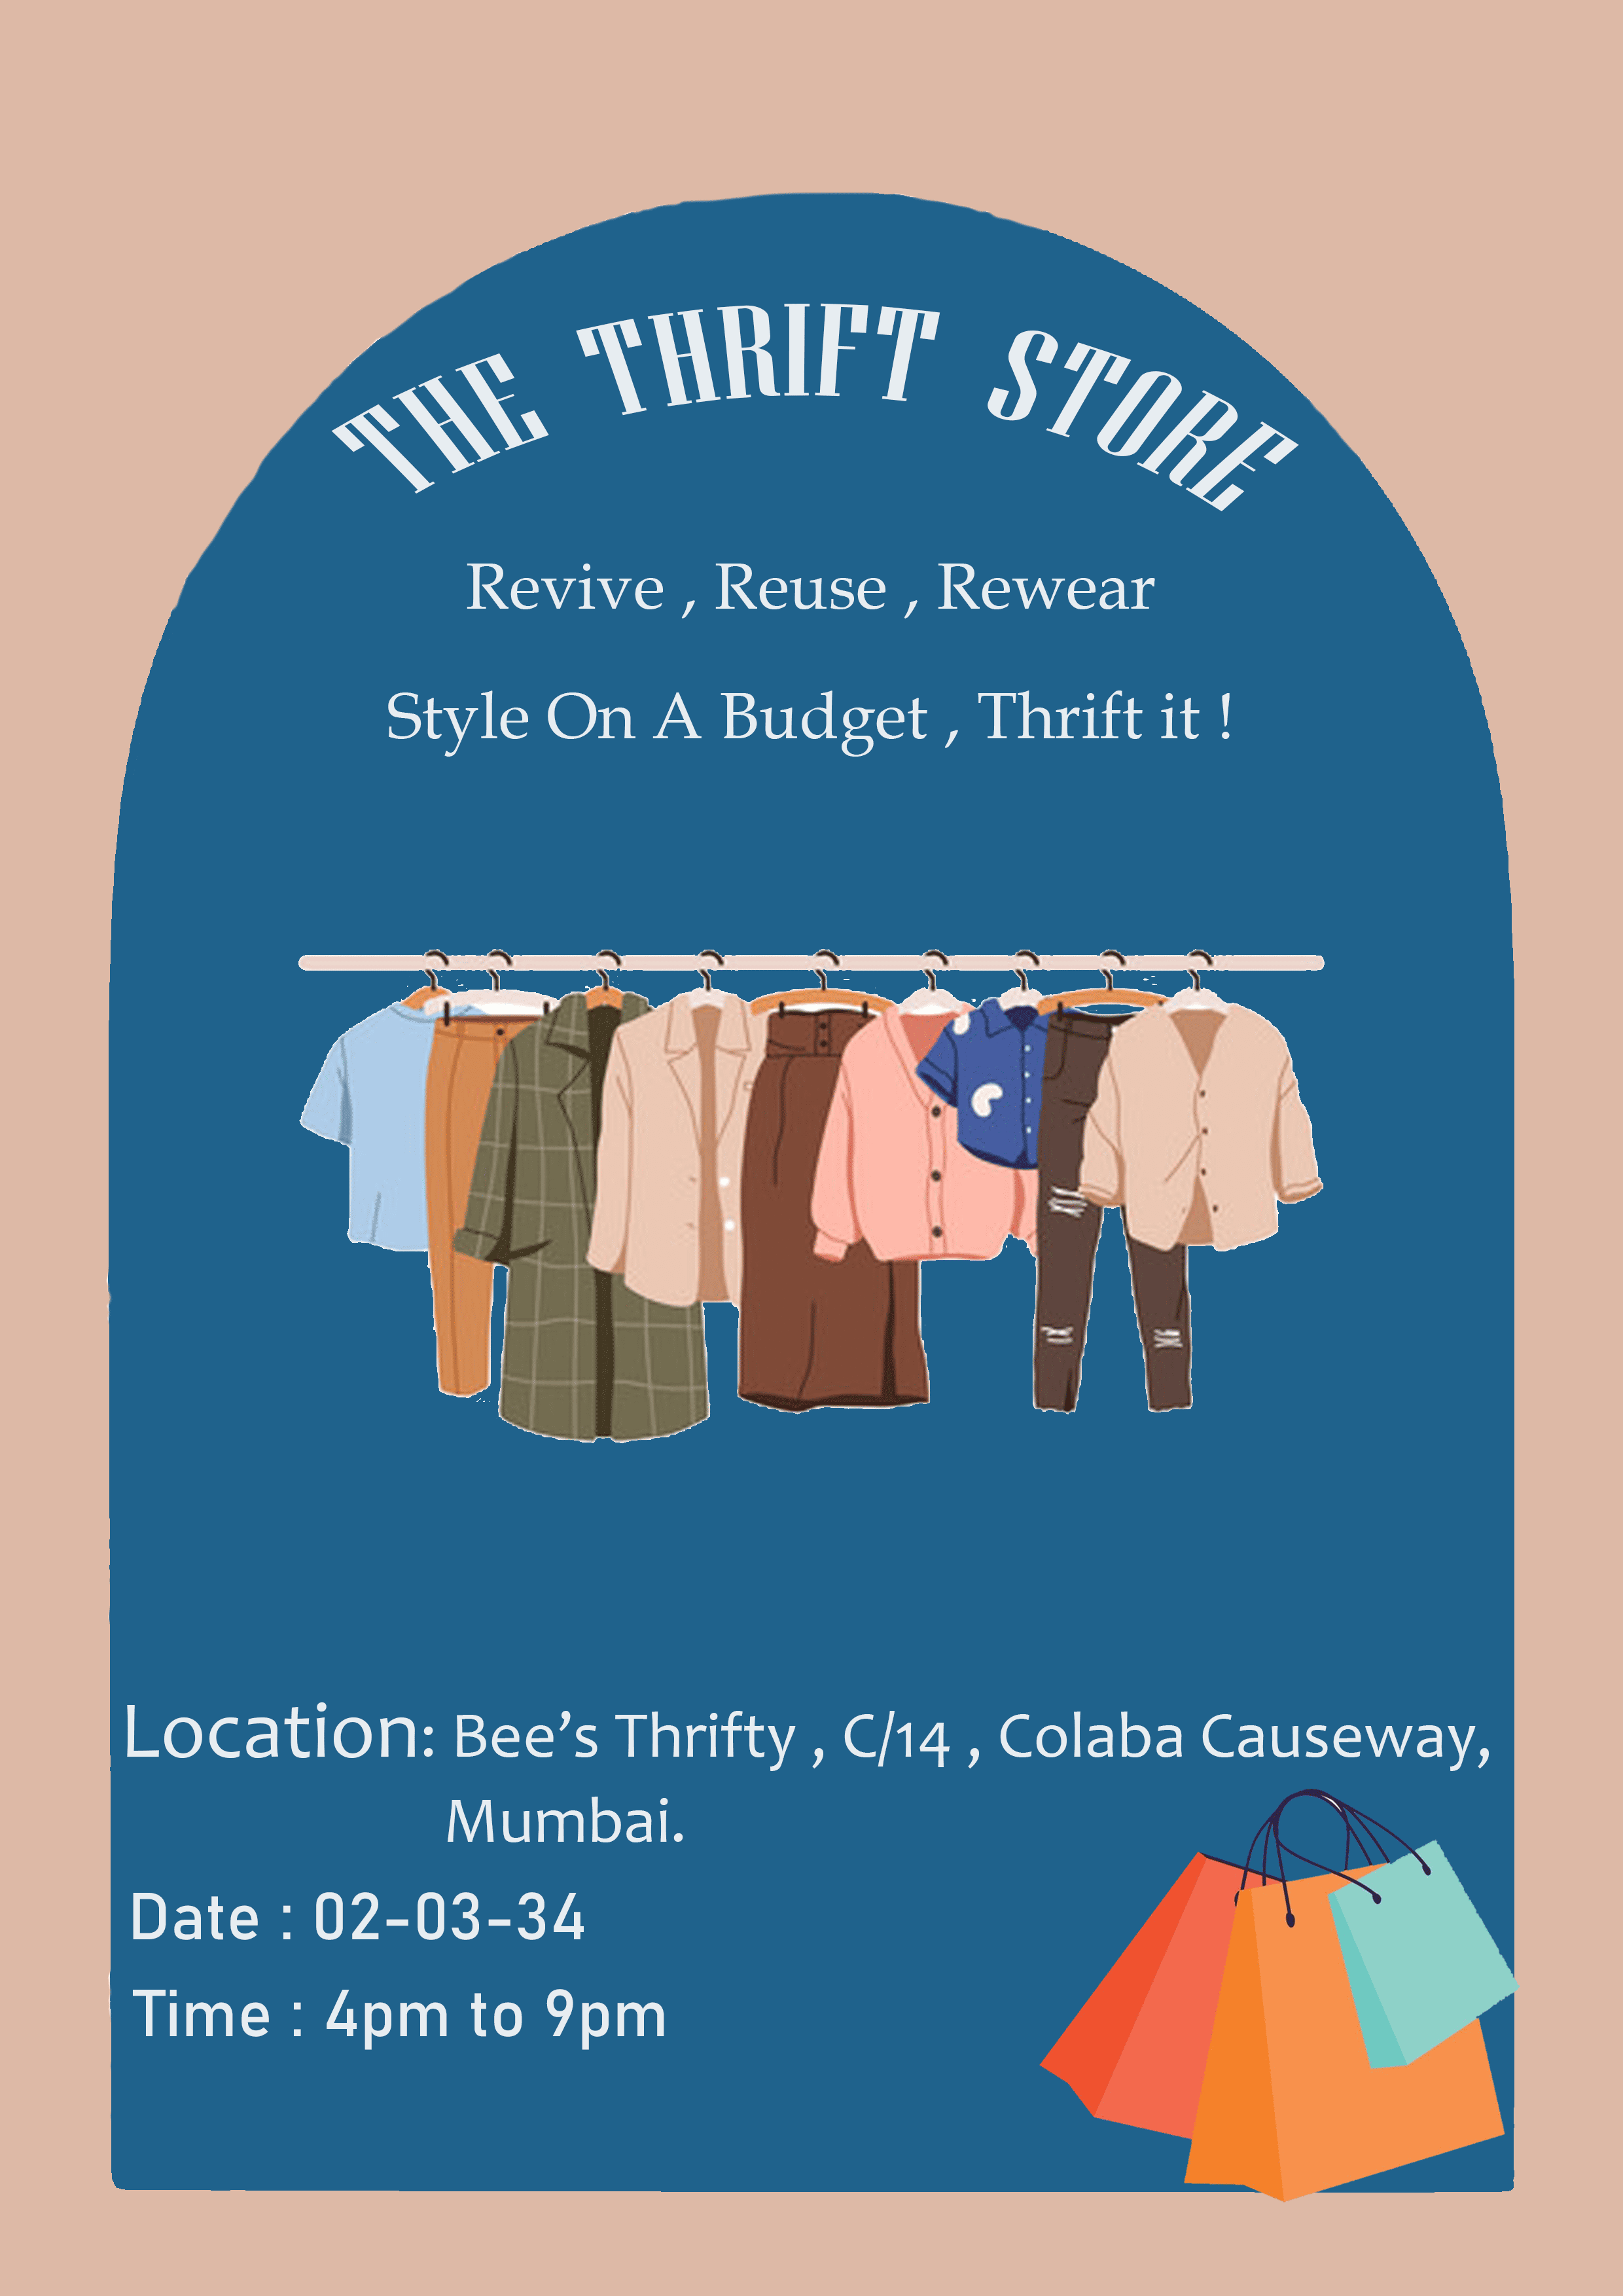 THE THRIFT STORE
Revive , Reuse , Rewear
Style On A Budget , Thrift it !
Location: Bee's Thrifty , C/14 , Colaba Causeway,
Mumbai.
Date : 02-03-34
Time : 4pm to 9pm